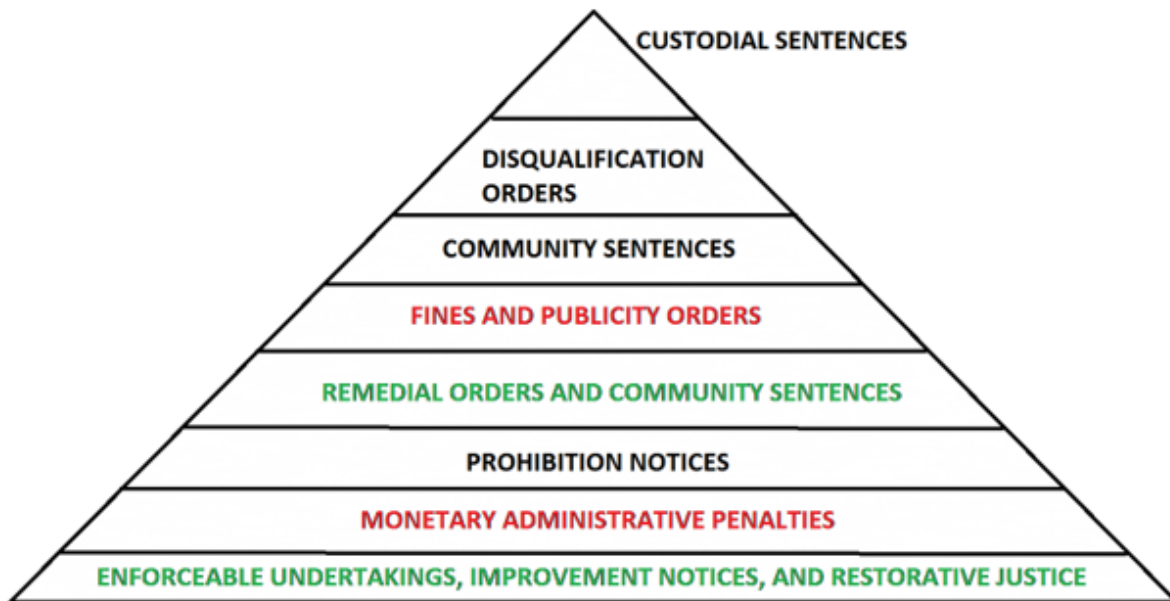 CUSTODIAL SENTENCES
DISQUALIFICATION
ORDERS
COMMUNITY SENTENCES
FINES AND PUBLICITY ORDERS
REMEDIAL ORDERS AND COMMUNITY SENTENCES
PROHIBITION NOTICES
MONETARY ADMINISTRATIVE PENALTIES
ENFORCEABLE UNDERTAKINGS, IMPROVEMENT NOTICES, AND RESTORATIVE JUSTICE